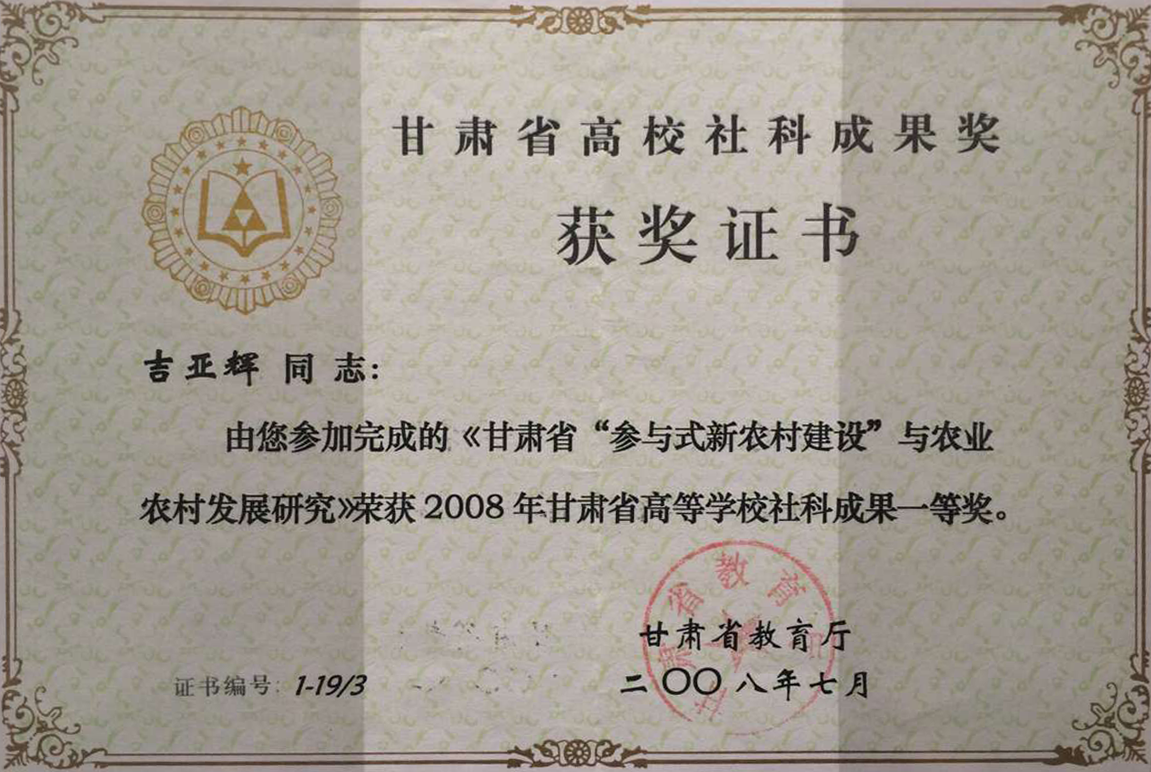 甘肃省高校社科成果奖
获奖证书
吉亚辉 同志：
由您参加完成的《甘肃省“参与式新农村建设”与农业
农村发展研究》荣获 2008 年甘肃省高等学校社科成果一等奖。
甘肃省教育厅
甘肃省教育厅
证书编号：1-19/3
二〇〇八年七月